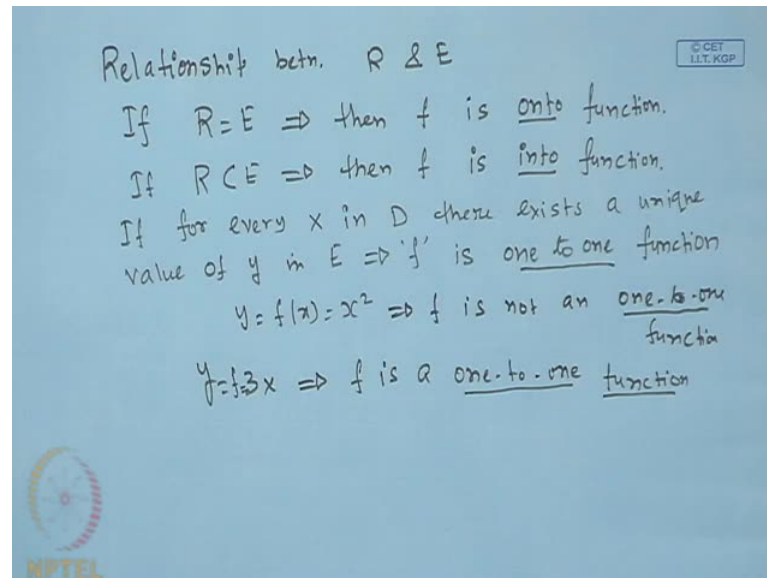 Relationship betn. R & E
© CET
I.I.T. KGP
If R = E ⇒ then f is onto function.
If R ⊂ E ⇒ then f is into function.
If for every x in D there exists a unique
value of y in E ⇒ 'f' is one to one function
y = f(x) = x² ⇒ f is not an one-to-one
function
y=f=3x ⇒ f is a one-to-one function
NPTEL